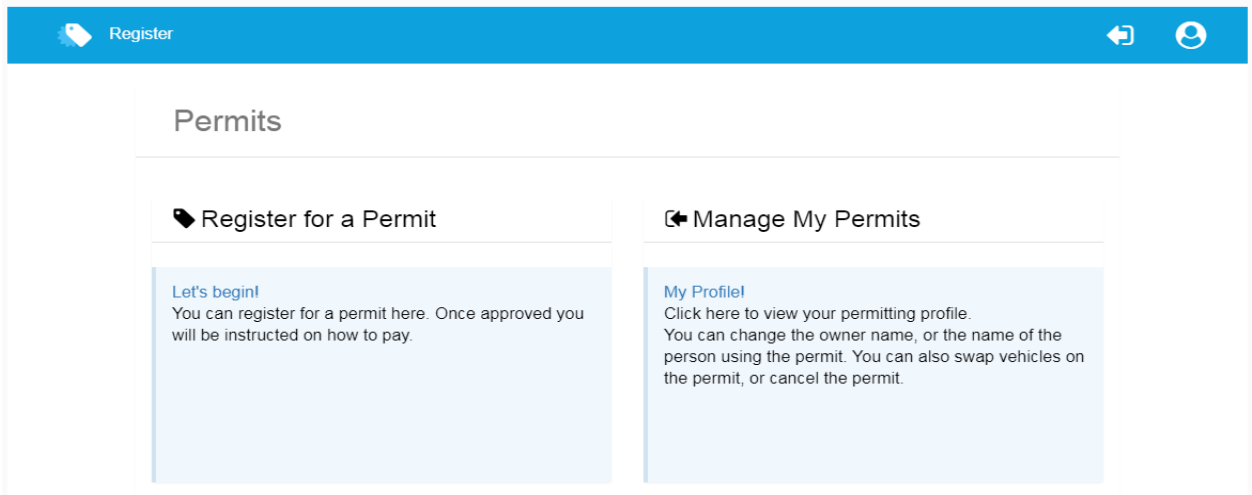 Register
Permits
Register for a Permit
Let's begin!
You can register for a permit here. Once approved you
will be instructed on how to pay.
Manage My Permits
My Profile!
Click here to view your permitting profile.
You can change the owner name, or the name of the
person using the permit. You can also swap vehicles on
the permit, or cancel the permit.